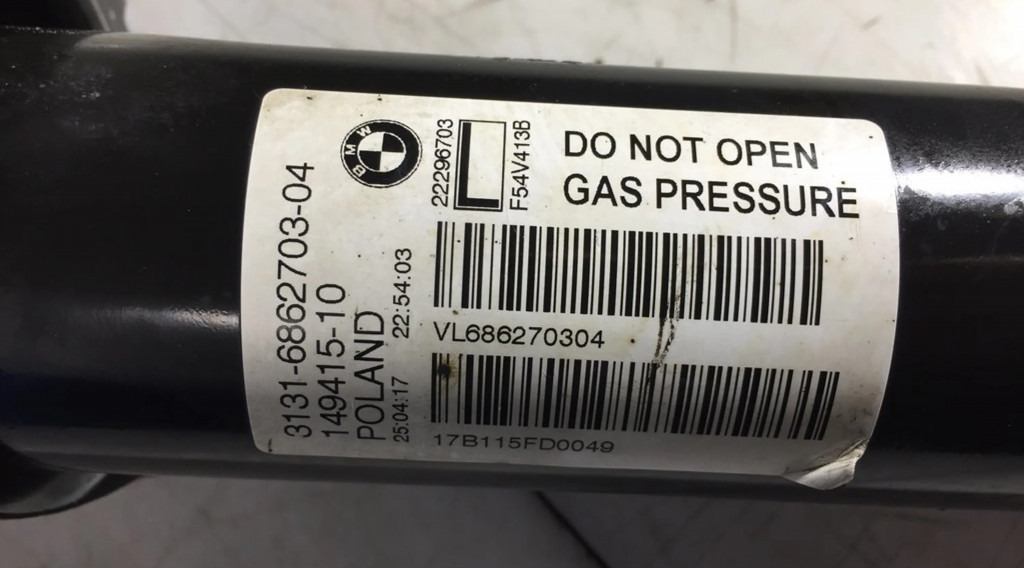 BMW
3131-6862703-04
149415-10
POLAND
25:04:17 22:54:03
22296703
L
F54V413B
DO NOT OPEN
GAS PRESSURE
VL686270304
17B115FD0049